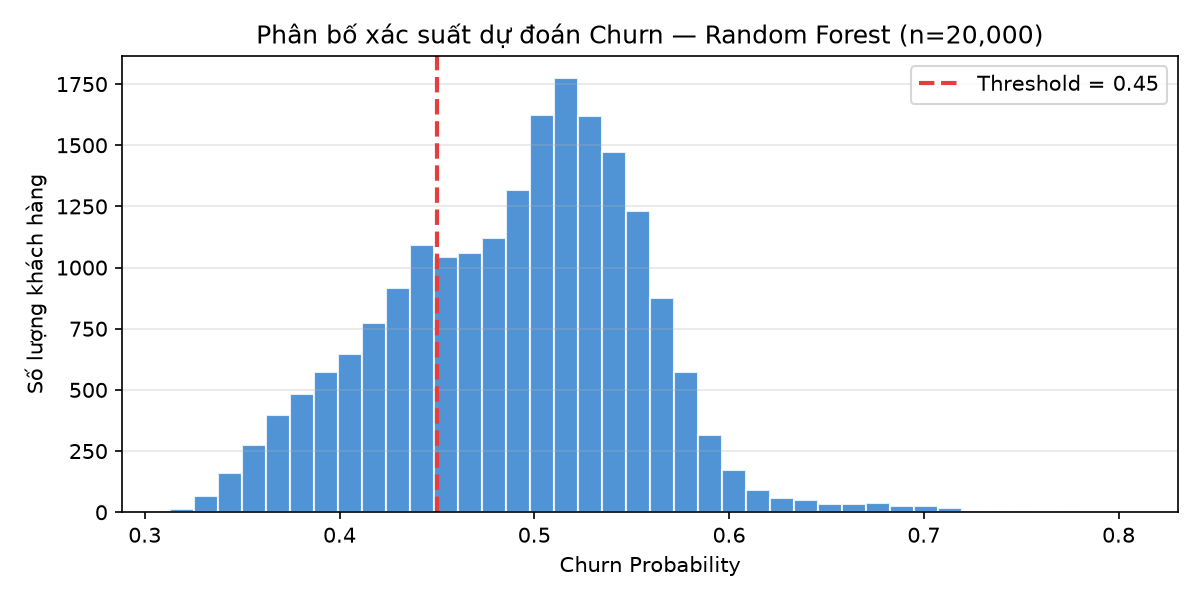 Phân bố xác suất dự đoán Churn — Random Forest (n=20,000)
Threshold = 0.45
Số lượng khách hàng
1750
1500
1250
1000
750
500
250
0
0.3 0.4 0.5 0.6 0.7 0.8
Churn Probability